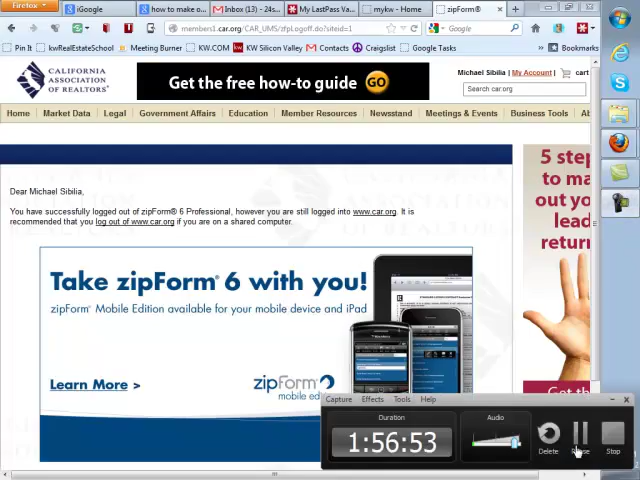 Firefox
iGoogle
how to make o...
Inbox (13) - 24s...
My LastPass Va...
mykw - Home
zipForm®
members1.car.org/CAR_UMS/zfpLogoff.do?siteid=1
Google
Pin It
kwRealEstateSchool
Meeting Burner
KW.COM
KW Silicon Valley
Contacts
Craigslist
Google Tasks
Bookmarks
CALIFORNIA
ASSOCIATION
OF REALTORS®
Get the free how-to guide GO
Michael Sibilia | My Account | cart
Search car.org
Home Market Data Legal Government Affairs Education Member Resources Newsstand Meetings & Events Business Tools
Dear Michael Sibilia,
You have successfully logged out of zipForm® 6 Professional, however you are still logged into www.car.org. It is
recommended that you log out of www.car.org if you are on a shared computer.
Take zipForm® 6 with you!
zipForm® Mobile Edition available for your mobile device and iPad
Learn More >
zipForm
mobile ed
5 step
to ma
out you
lead
return
Get th
Capture Effects Tools Help
Duration
1:56:53
Audio
Delete
Pause
Stop